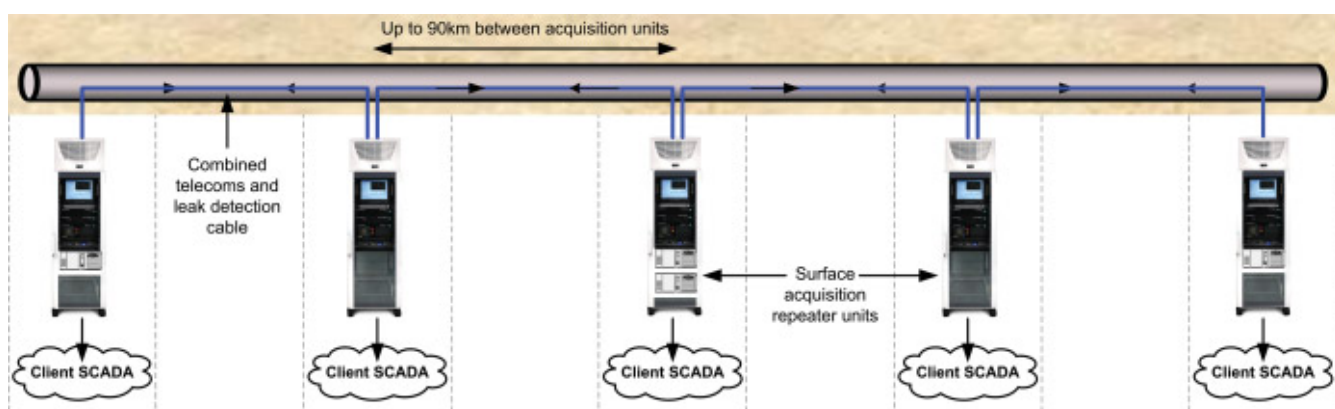 Up to 90km between acquisition units
Combined
telecoms and
leak detection
cable
Surface
acquisition
repeater units
Client SCADA
Client SCADA
Client SCADA
Client SCADA
Client SCADA